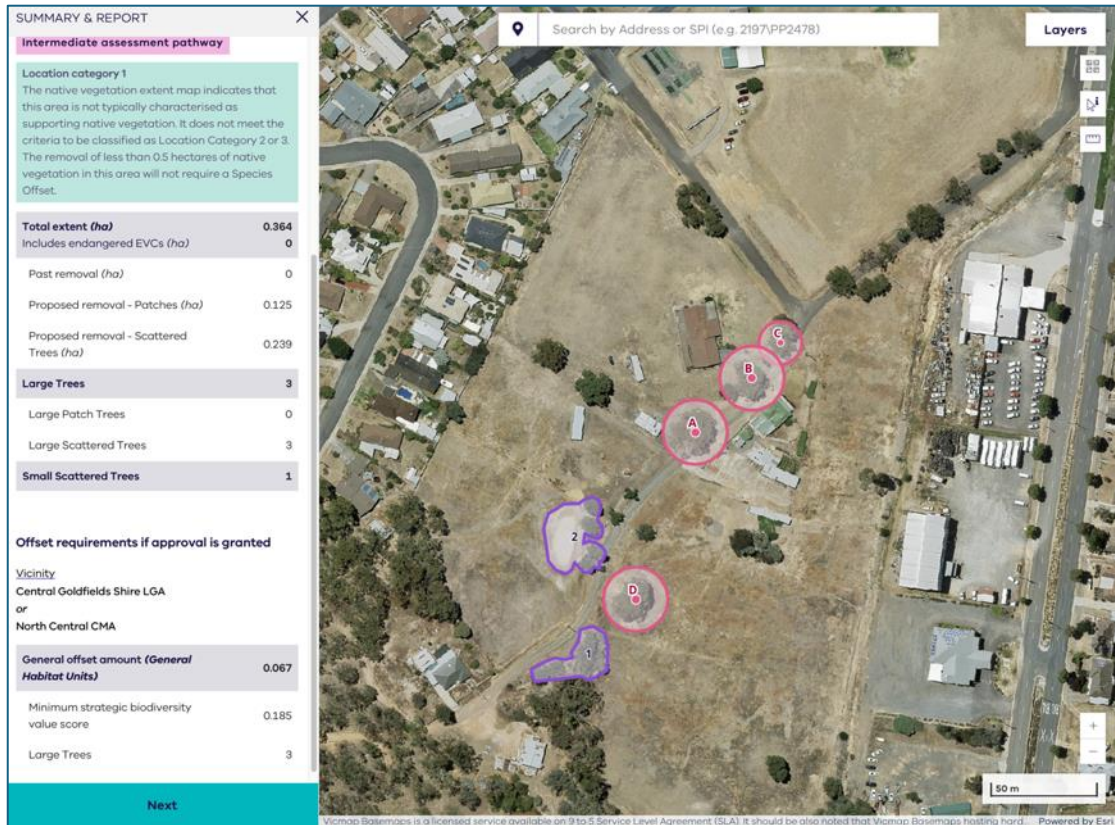 SUMMARY & REPORT
Intermediate assessment pathway
Location category 1
The native vegetation extent map indicates that
this area is not typically characterised as
supporting native vegetation. It does not meet the
criteria to be classified as Location Category 2 or 3.
The removal of less than 0.5 hectares of native
vegetation in this area will not require a Species
Offset.
Total extent (ha) 0.364
Includes endangered EVCs (ha) 0
Past removal (ha) 0
Proposed removal - Patches (ha) 0.125
Proposed removal - Scattered
Trees (ha) 0.239
Large Trees 3
Large Patch Trees 0
Large Scattered Trees 3
Small Scattered Trees 1
Offset requirements if approval is granted
Vicinity
Central Goldfields Shire LGA
or
North Central CMA
General offset amount (General
Habitat Units) 0.067
Minimum strategic biodiversity
value score 0.185
Large Trees 3
Next
Search by Address or SPI (e.g. 2197\PP2478)
Layers
C
B
A
2
D
1
+
−
50 m
Vicmap Basemaps is a licensed service available on 9 to 5 Service Level Agreement (SLA). It should be also noted that Vicmap Basemaps hosting hard... Powered by Esri